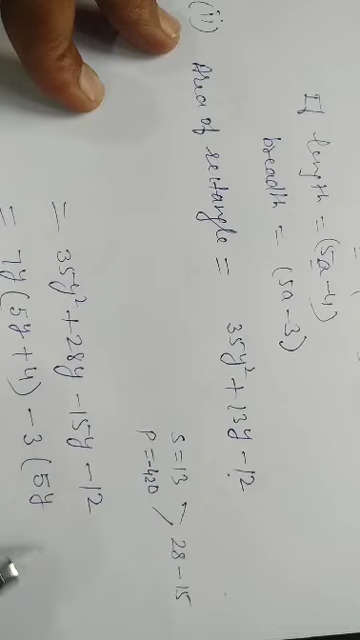 If length = (5a-4)
breadth = (5a-3)
(ii) Area of rectangle = 35y²+13y-12
S=13
P=-420 > 28-15
= 35y²+28y-15y-12
= 7y(5y+4)-3(5y